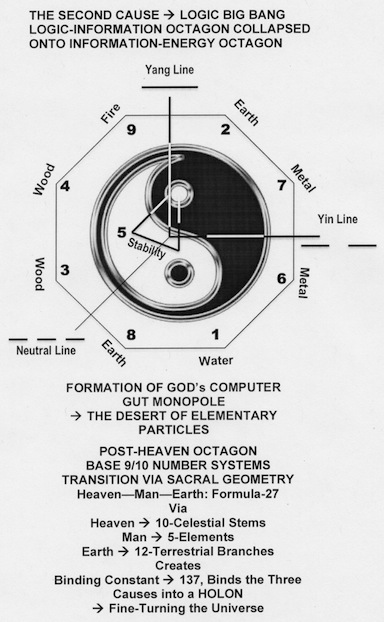 THE SECOND CAUSE → LOGIC BIG BANG
LOGIC-INFORMATION OCTAGON COLLAPSED
ONTO INFORMATION-ENERGY OCTAGON
Yang Line
Fire
Earth
9
2
Wood
Metal
4
7
5
Stability
Yin Line
3
6
Wood
Metal
Neutral Line
8
1
Earth
Water
FORMATION OF GOD's COMPUTER
GUT MONOPOLE
→ THE DESERT OF ELEMENTARY
PARTICLES
POST-HEAVEN OCTAGON
BASE 9/10 NUMBER SYSTEMS
TRANSITION VIA SACRAL GEOMETRY
Heaven—Man—Earth: Formula-27
Via
Heaven → 10-Celestial Stems
Man → 5-Elements
Earth → 12-Terrestrial Branches
Creates
Binding Constant → 137, Binds the Three
Causes into a HOLON
→ Fine-Turning the Universe